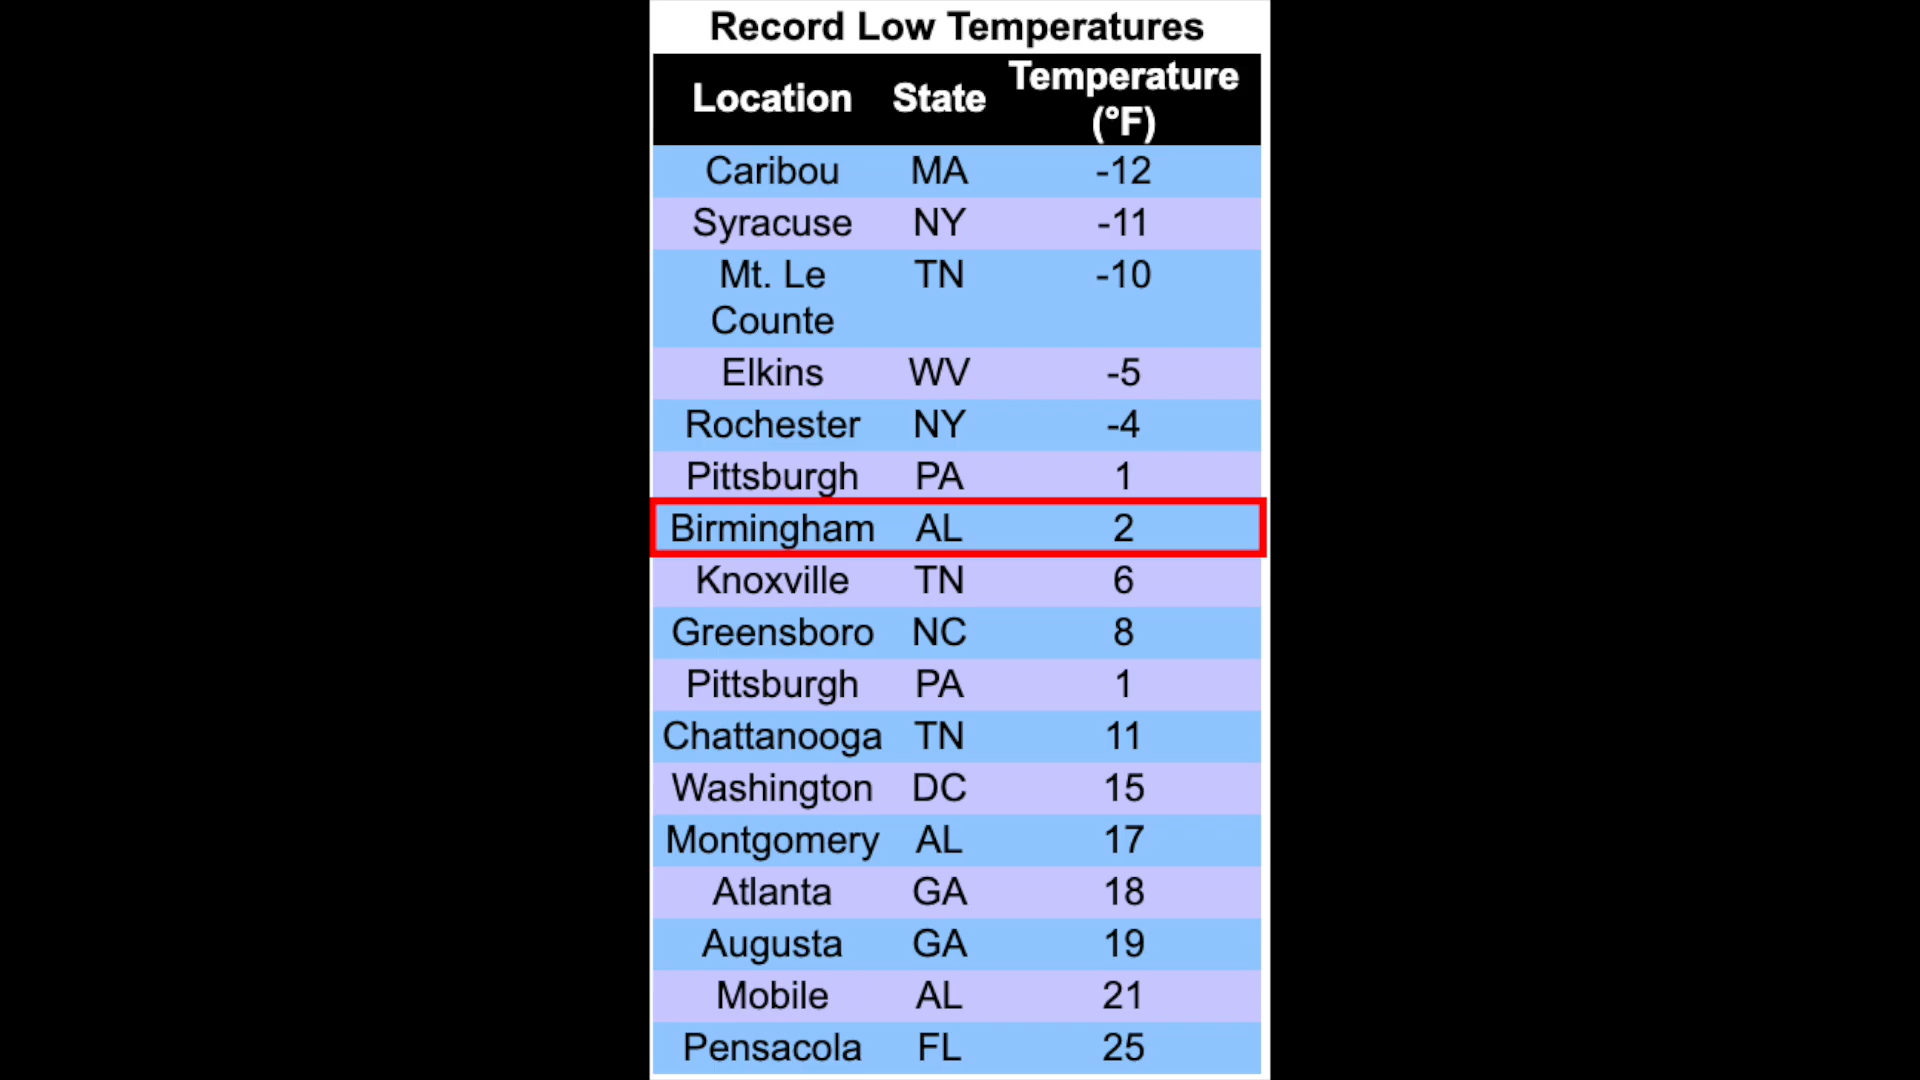 Record Low Temperatures
Location State Temperature (°F)
Caribou MA -12
Syracuse NY -11
Mt. Le TN -10
Counte
Elkins WV -5
Rochester NY -4
Pittsburgh PA 1
Birmingham AL 2
Knoxville TN 6
Greensboro NC 8
Pittsburgh PA 1
Chattanooga TN 11
Washington DC 15
Montgomery AL 17
Atlanta GA 18
Augusta GA 19
Mobile AL 21
Pensacola FL 25